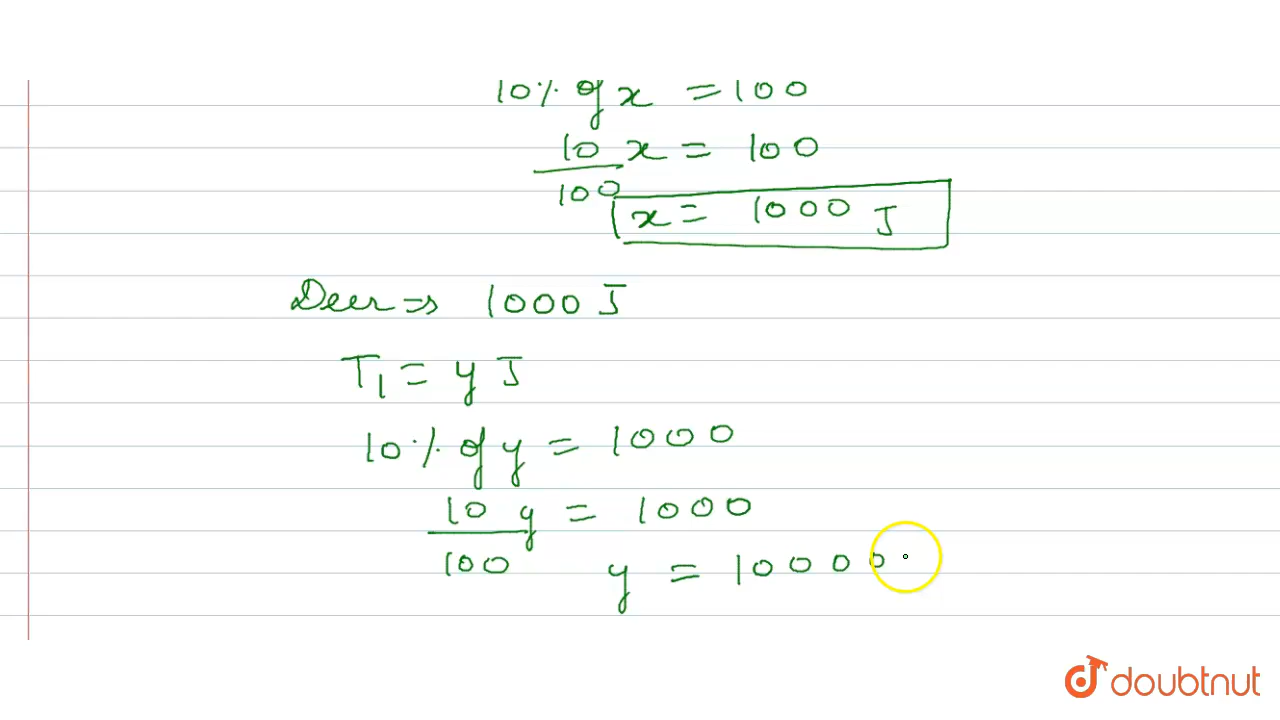 10% of x = 100
10 x = 100
100
x = 1000 J
Deer ⇒ 1000 J
T₁ = y J
10% of y = 1000
10 y = 1000
100
y = 10000
doubtnut